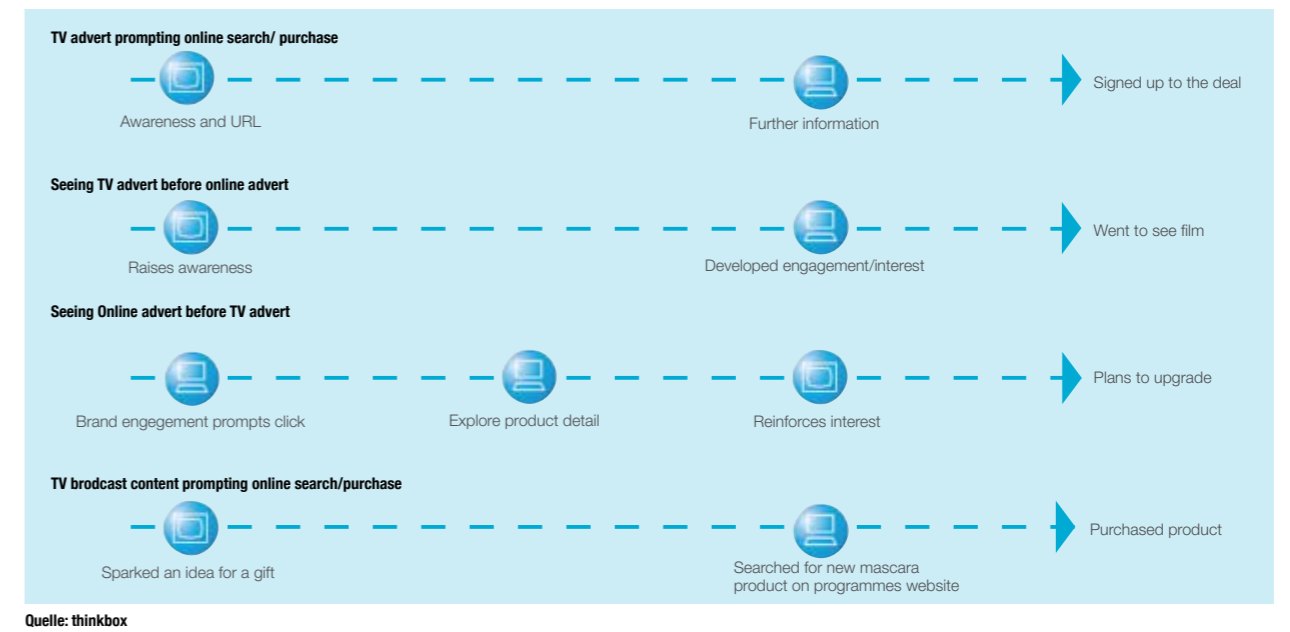 TV advert prompting online search/ purchase
Awareness and URL
Further information
Signed up to the deal
Seeing TV advert before online advert
Raises awareness
Developed engagement/interest
Went to see film
Seeing Online advert before TV advert
Brand engegement prompts click
Explore product detail
Reinforces interest
Plans to upgrade
TV brodcast content prompting online search/purchase
Sparked an idea for a gift
Searched for new mascara
product on programmes website
Purchased product
Quelle: thinkbox